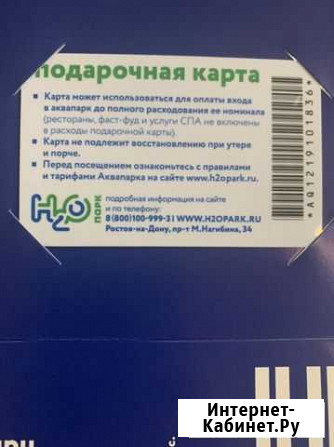 подарочная карта
Карта может использоваться для оплаты входа
в аквапарк до полного расходования ее номинала
(рестораны, фаст-фуд и услуги СПА не включены
в расходы подарочной карты).
Карта не подлежит восстановлению при утере
и порче.
Перед посещением ознакомьтесь с правилами
и тарифами Аквапарка на сайте www.h2opark.ru.
H2O
ПАРК
подробная информация на сайте
и по телефону:
8 (800)100-999-31 WWW.H2OPARK.RU
Ростов-на-Дону, пр-т М.Нагибина, 34
*AQ1219101836*
Интернет-
Кабинет.Ру